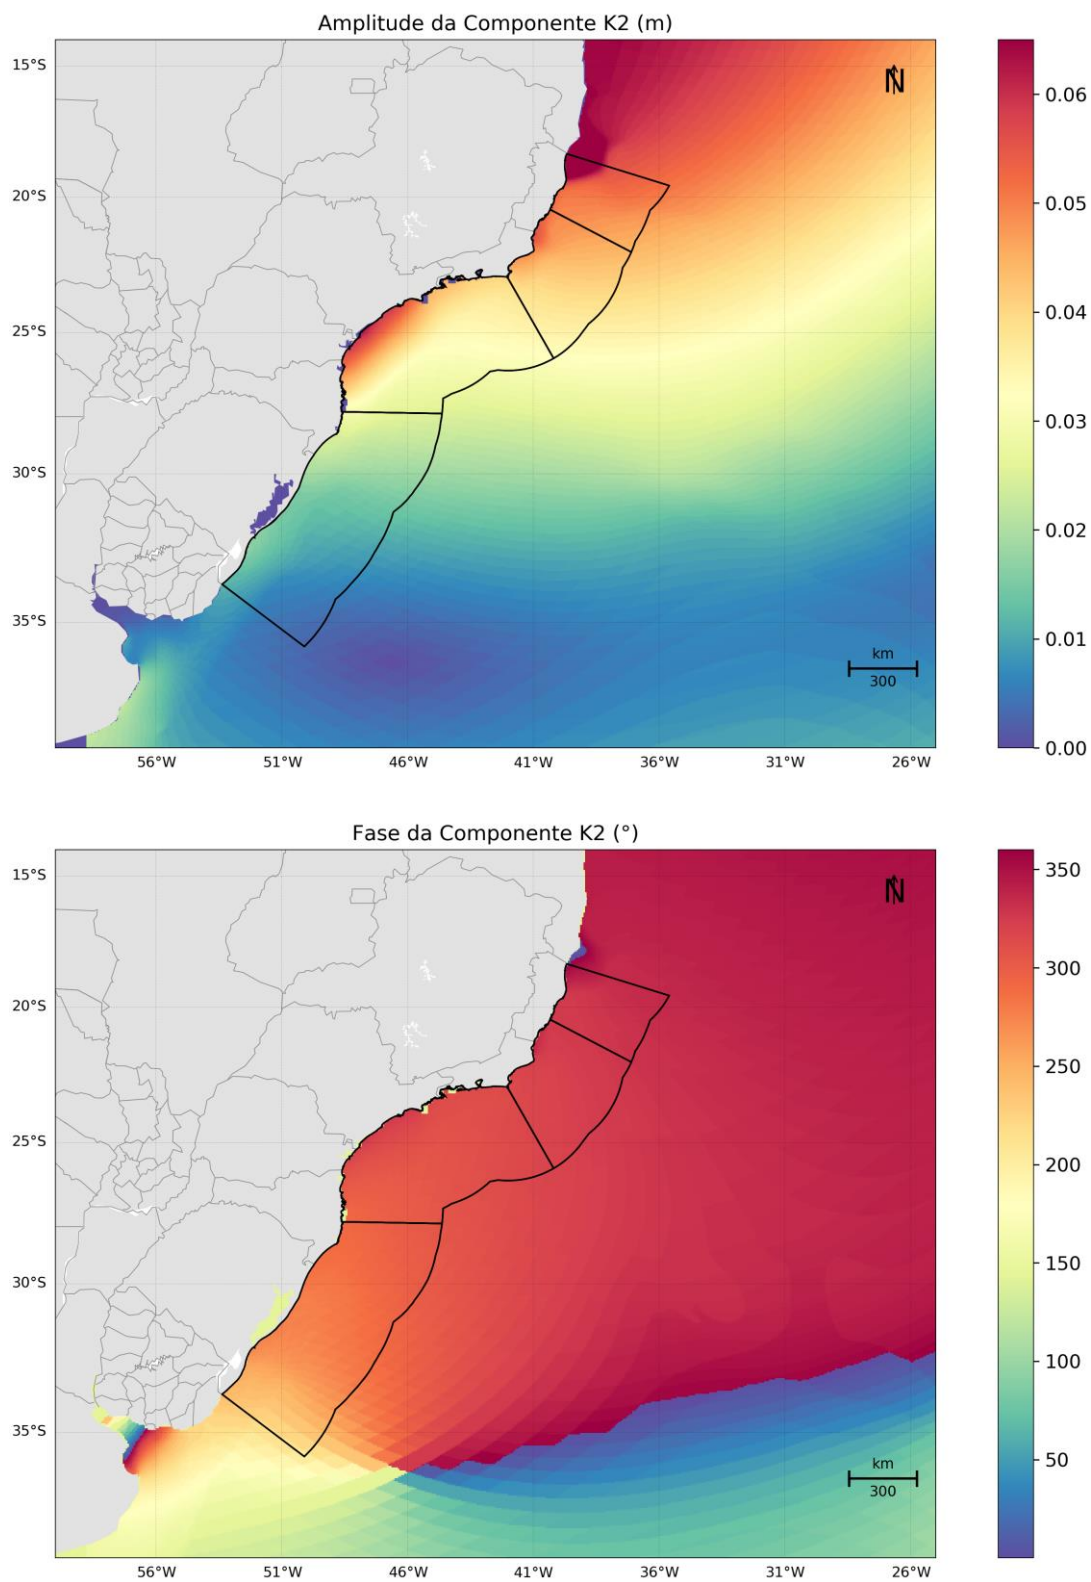 Amplitude da Componente K2 (m)
15°S
20°S
25°S
30°S
35°S
56°W 51°W 46°W 41°W 36°W 31°W 26°W
N
km
300
0.06
0.05
0.04
0.03
0.02
0.01
0.00
Fase da Componente K2 (°)
15°S
20°S
25°S
30°S
35°S
56°W 51°W 46°W 41°W 36°W 31°W 26°W
N
km
300
350
300
250
200
150
100
50